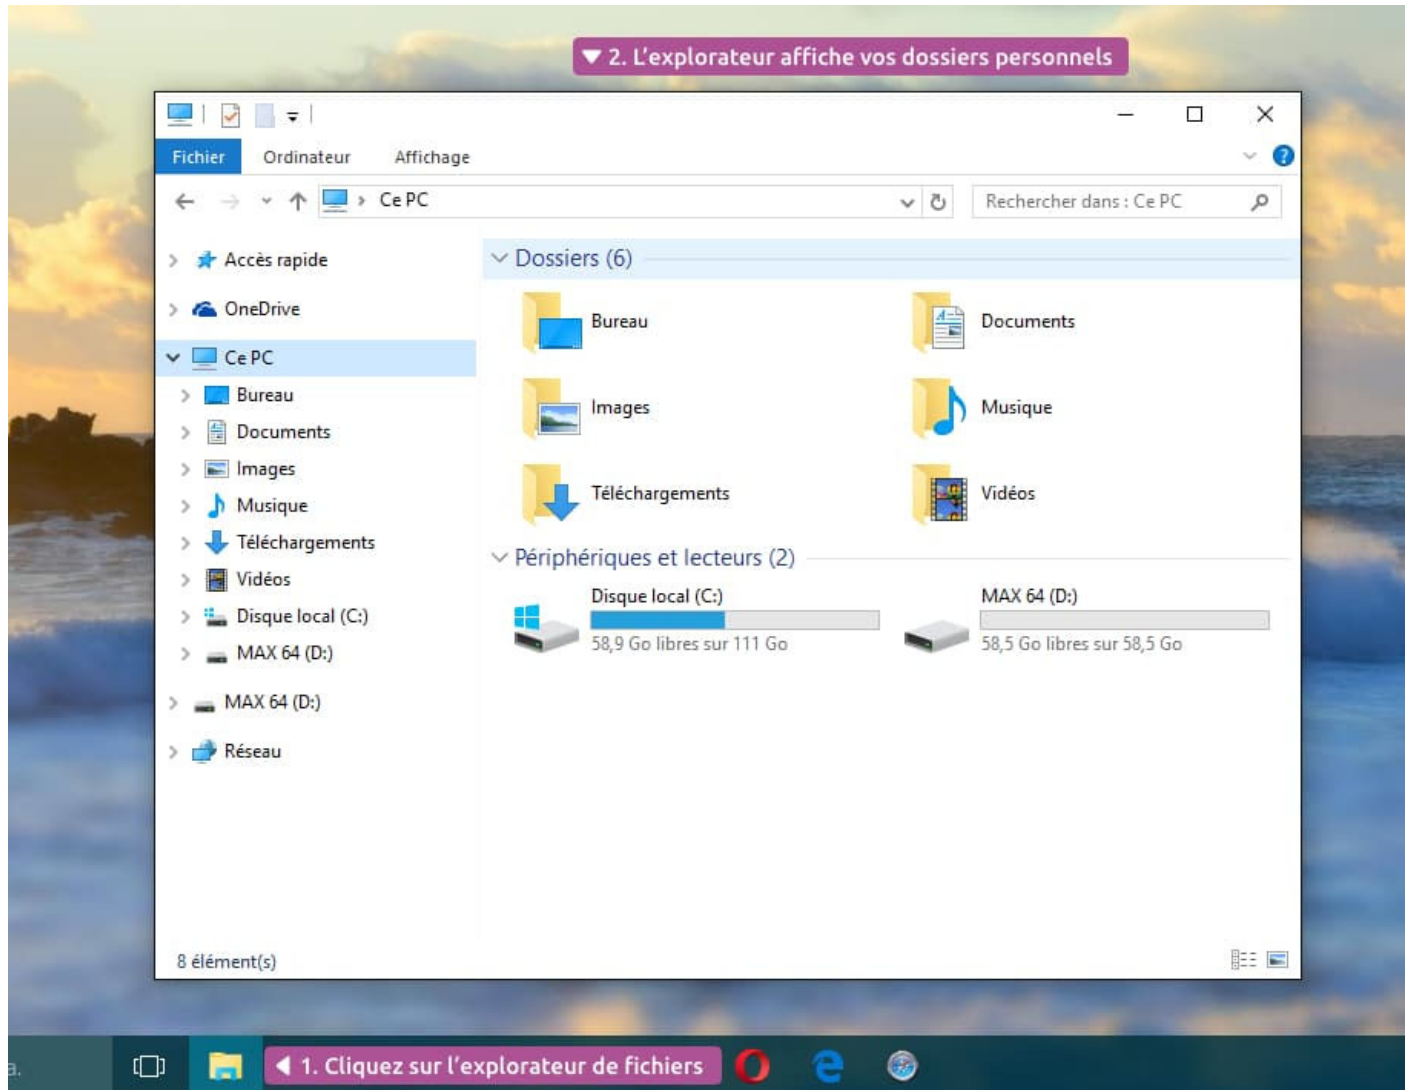 2. L'explorateur affiche vos dossiers personnels
Fichier Ordinateur Affichage
Ce PC Rechercher dans : Ce PC
Accès rapide
OneDrive
Ce PC
Bureau
Documents
Images
Musique
Téléchargements
Vidéos
Disque local (C:)
MAX 64 (D:)
MAX 64 (D:)
Réseau
Dossiers (6)
Bureau Documents
Images Musique
Téléchargements Vidéos
Périphériques et lecteurs (2)
Disque local (C:) MAX 64 (D:)
58,9 Go libres sur 111 Go 58,5 Go libres sur 58,5 Go
8 élément(s)
1. Cliquez sur l'explorateur de fichiers